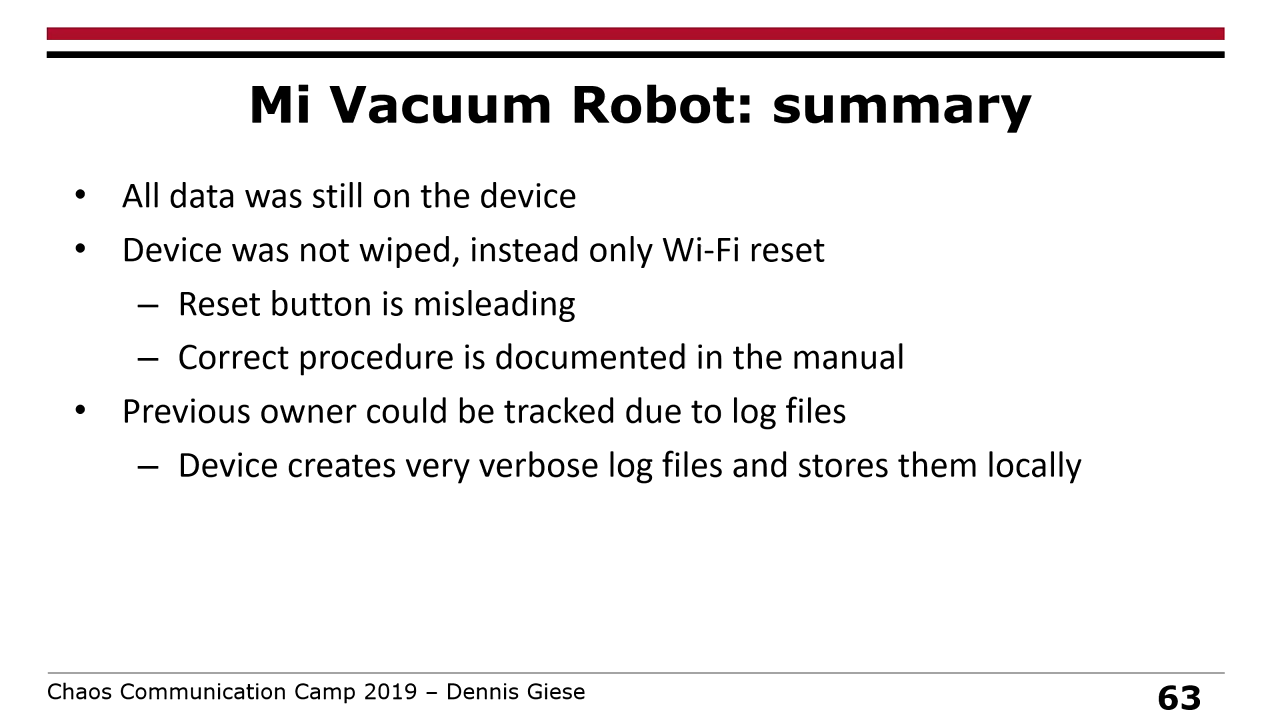 Mi Vacuum Robot: summary
• All data was still on the device
• Device was not wiped, instead only Wi-Fi reset
– Reset button is misleading
– Correct procedure is documented in the manual
• Previous owner could be tracked due to log files
– Device creates very verbose log files and stores them locally
Chaos Communication Camp 2019 – Dennis Giese
63